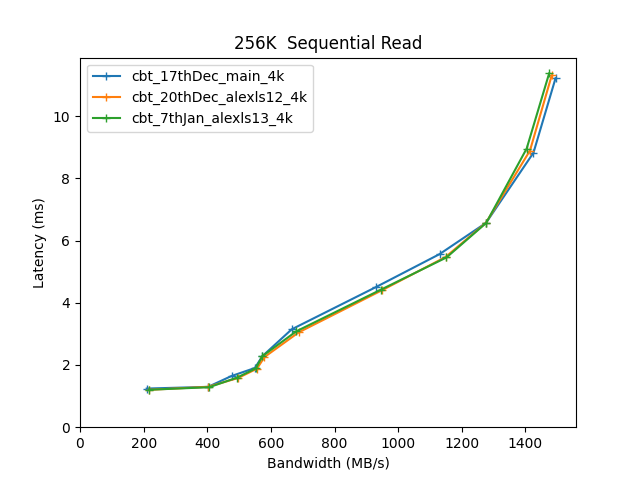 256K  Sequential Read
cbt_17thDec_main_4k
cbt_20thDec_alexls12_4k
cbt_7thJan_alexls13_4k
Latency (ms)
10
8
6
4
2
0
0 200 400 600 800 1000 1200 1400
Bandwidth (MB/s)